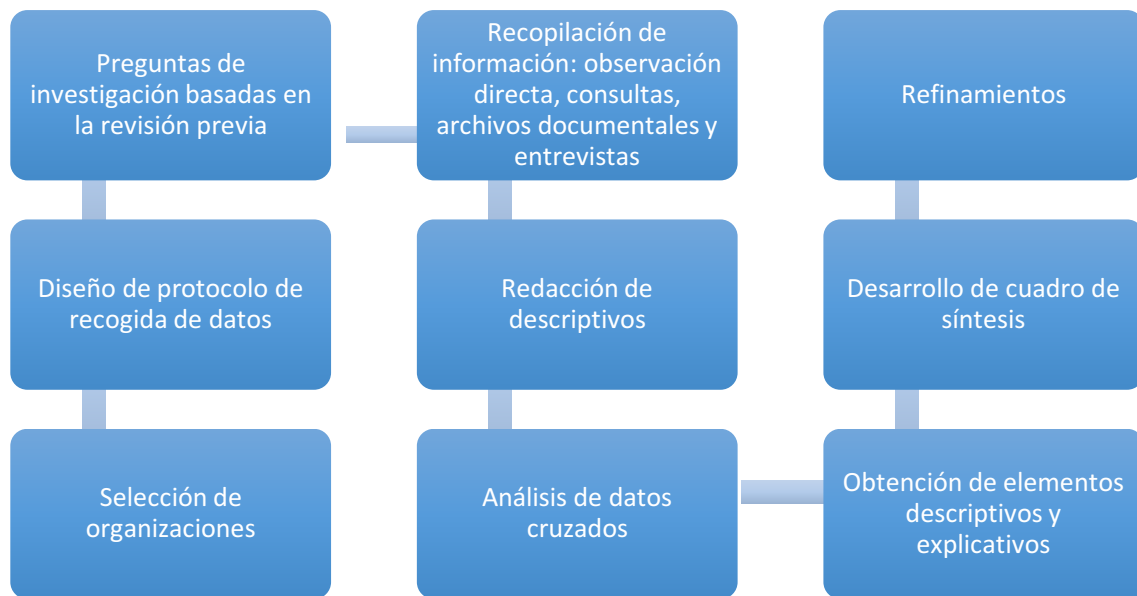 Preguntas de
investigación basadas en
la revisión previa
Diseño de protocolo de
recogida de datos
Selección de
organizaciones
Recopilación de
información: observación
directa, consultas,
archivos documentales y
entrevistas
Redacción de
descriptivos
Análisis de datos
cruzados
Refinamientos
Desarrollo de cuadro de
síntesis
Obtención de elementos
descriptivos y
explicativos